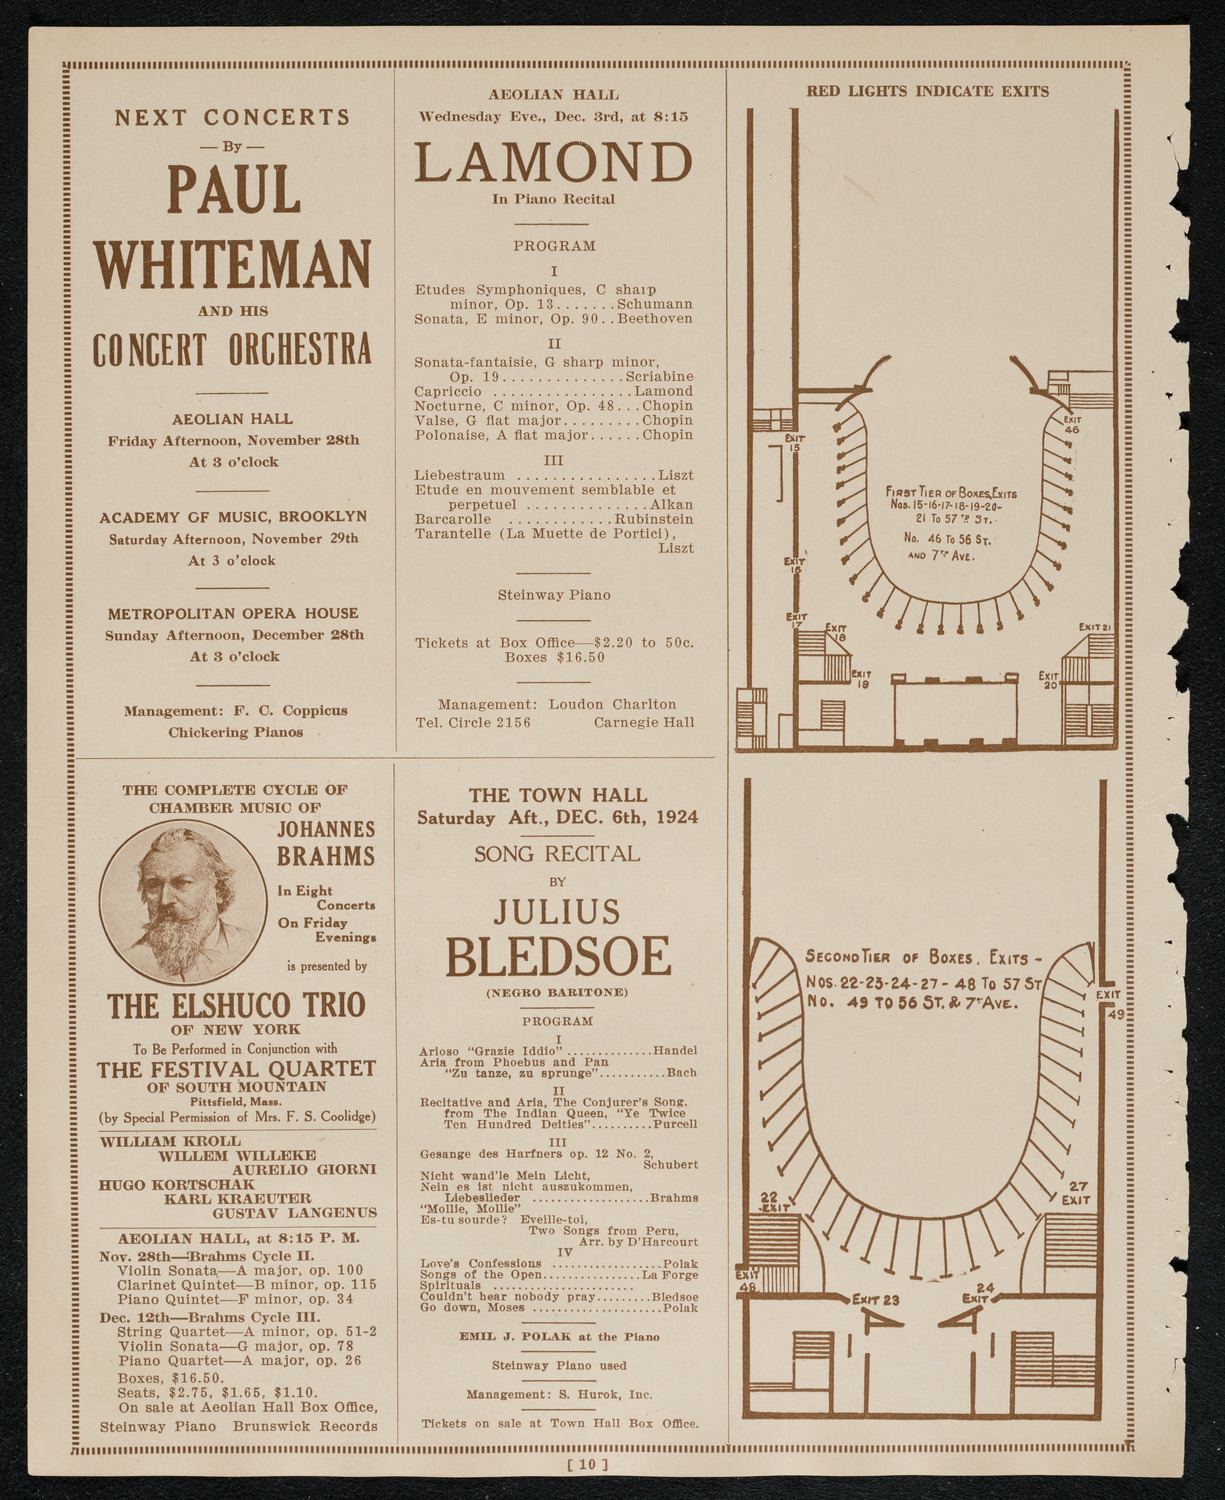 NEXT CONCERTS
— By —
PAUL
WHITEMAN
AND HIS
CONCERT ORCHESTRA
AEOLIAN HALL
Friday Afternoon, November 28th
At 3 o'clock
ACADEMY OF MUSIC, BROOKLYN
Saturday Afternoon, November 29th
At 3 o'clock
METROPOLITAN OPERA HOUSE
Sunday Afternoon, December 28th
At 3 o'clock
Management: F. C. Coppicus
Chickering Pianos
AEOLIAN HALL
Wednesday Eve., Dec. 3rd, at 8:15
LAMOND
In Piano Recital
PROGRAM
I
Etudes Symphoniques, C sharp
minor, Op. 13.......Schumann
Sonata, E minor, Op. 90..Beethoven
II
Sonata-fantaisie, G sharp minor,
Op. 19..............Scriabine
Capriccio ................Lamond
Nocturne, C minor, Op. 48...Chopin
Valse, G flat major.........Chopin
Polonaise, A flat major......Chopin
III
Liebestraum ................Liszt
Etude en mouvement semblable et
perpetuel ..............Alkan
Barcarolle ............Rubinstein
Tarantelle (La Muette de Portici),
Liszt
Steinway Piano
Tickets at Box Office—$2.20 to 50c.
Boxes $16.50
Management: Loudon Charlton
Tel. Circle 2156 Carnegie Hall
RED LIGHTS INDICATE EXITS
EXIT
46
EXIT
15
FIRST TIER OF BOXES, EXITS
Nos. 15-16-17-18-19-20-
21 TO 57TH ST.
No. 46 TO 56 ST.
AND 7TH AVE.
EXIT
16
EXIT
17
EXIT
18
EXIT 21
EXIT
19
EXIT
20
THE COMPLETE CYCLE OF
CHAMBER MUSIC OF
JOHANNES
BRAHMS
In Eight
Concerts
On Friday
Evenings
is presented by
THE ELSHUCO TRIO
OF NEW YORK
To Be Performed in Conjunction with
THE FESTIVAL QUARTET
OF SOUTH MOUNTAIN
Pittsfield, Mass.
(by Special Permission of Mrs. F. S. Coolidge)
WILLIAM KROLL
WILLEM WILLEKE
AURELIO GIORNI
HUGO KORTSCHAK
KARL KRAEUTER
GUSTAV LANGENUS
AEOLIAN HALL, at 8:15 P. M.
Nov. 28th—Brahms Cycle II.
Violin Sonata—A major, op. 100
Clarinet Quintet—B minor, op. 115
Piano Quintet—F minor, op. 34
Dec. 12th—Brahms Cycle III.
String Quartet—A minor, op. 51-2
Violin Sonata—G major, op. 78
Piano Quartet—A major, op. 26
Boxes, $16.50.
Seats, $2.75, $1.65, $1.10.
On sale at Aeolian Hall Box Office,
Steinway Piano Brunswick Records
THE TOWN HALL
Saturday Aft., DEC. 6th, 1924
SONG RECITAL
BY
JULIUS
BLEDSOE
(NEGRO BARITONE)
PROGRAM
I
Arioso "Grazie Iddio" .............Handel
Aria from Phoebus and Pan
"Zu tanze, zu sprunge"...........Bach
II
Recitative and Aria, The Conjurer's Song,
from The Indian Queen, "Ye Twice
Ten Hundred Deities"..........Purcell
III
Gesange des Harfners op. 12 No. 2,
Schubert
Nicht wand'le Mein Licht,
Nein es ist nicht auszukommen,
Liebeslieder ...................Brahms
"Mollie, Mollie"
Es-tu sourde? Eveille-toi,
Two Songs from Peru,
Arr. by D'Harcourt
IV
Love's Confessions ..................Polak
Songs of the Open................La Forge
Spirituals .......................
Couldn't hear nobody pray.........Bledsoe
Go down, Moses .....................Polak
EMIL J. POLAK at the Piano
Steinway Piano used
Management: S. Hurok, Inc.
Tickets on sale at Town Hall Box Office.
SECOND TIER OF BOXES, EXITS -
Nos. 22-23-24-27-48 TO 57 ST
No. 49 TO 56 ST. & 7TH AVE.
EXIT
49
22
EXIT
27
EXIT
EXIT
48
EXIT 23
24
EXIT
[ 10 ]